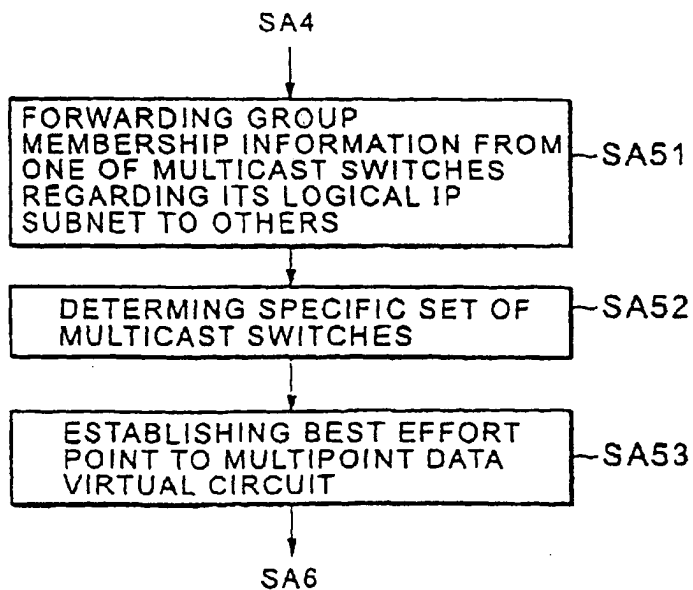 SA4
FORWARDING GROUP
MEMBERSHIP INFORMATION FROM
ONE OF MULTICAST SWITCHES
REGARDING ITS LOGICAL IP
SUBNET TO OTHERS
SA51
DETERMING SPECIFIC SET OF
MULTICAST SWITCHES
SA52
ESTABLISHING BEST EFFORT
POINT TO MULTIPOINT DATA
VIRTUAL CIRCUIT
SA53
SA6